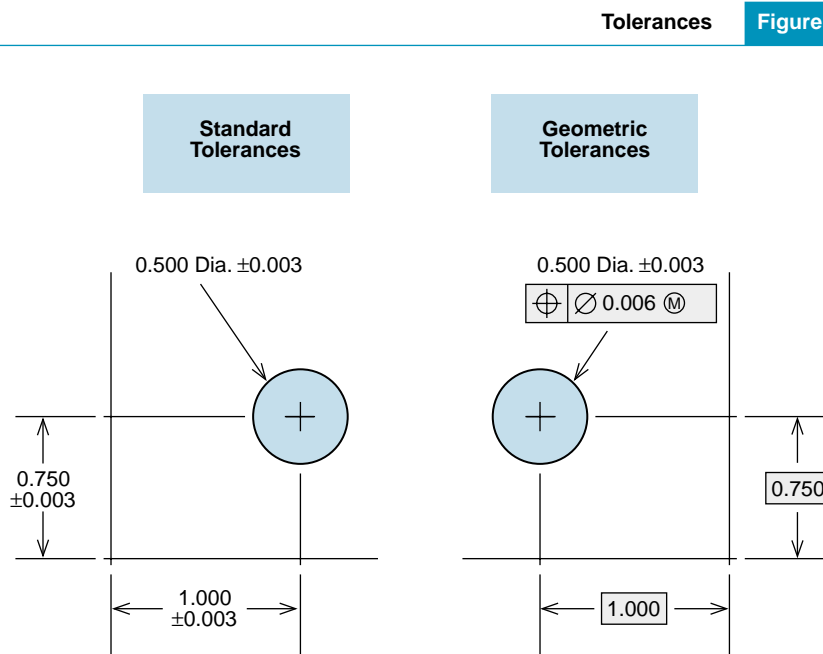 Tolerances Figure
Standard
Tolerances
Geometric
Tolerances
0.500 Dia. ±0.003
0.500 Dia. ±0.003
⌖ ∅ 0.006 Ⓜ
0.750
±0.003
0.750
1.000
±0.003
1.000